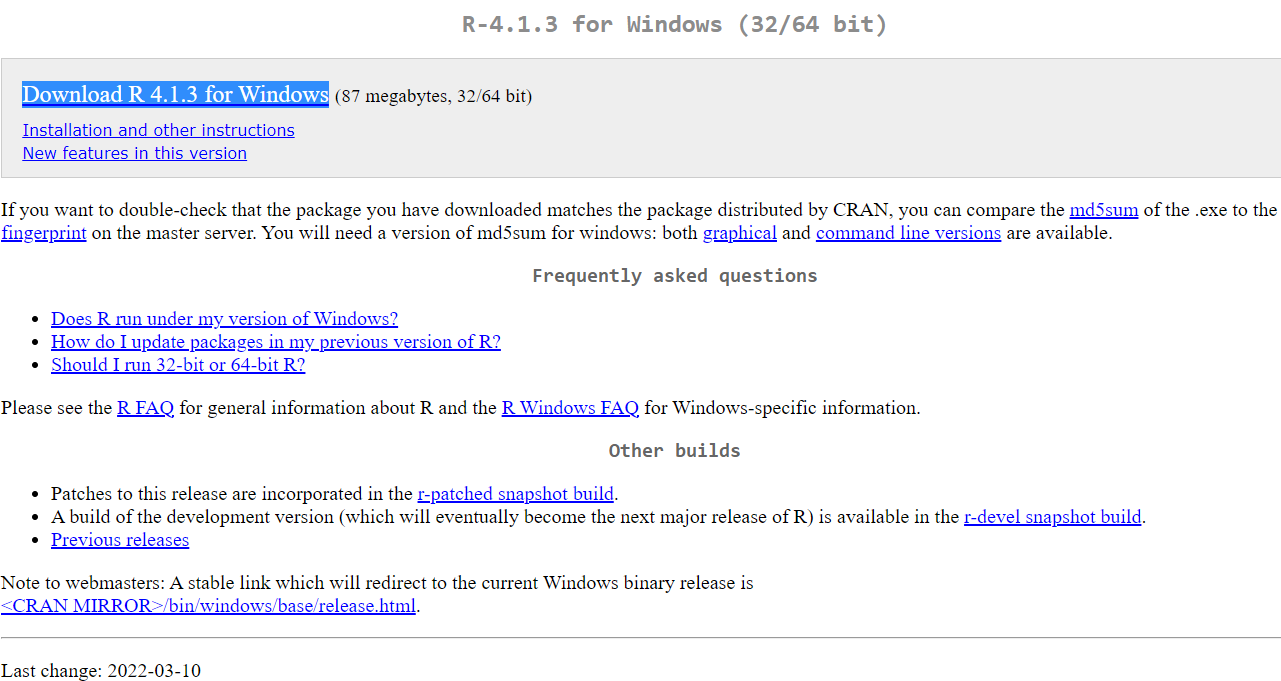 R-4.1.3 for Windows (32/64 bit)
Download R 4.1.3 for Windows (87 megabytes, 32/64 bit)
Installation and other instructions
New features in this version
If you want to double-check that the package you have downloaded matches the package distributed by CRAN, you can compare the md5sum of the .exe to the
fingerprint on the master server. You will need a version of md5sum for windows: both graphical and command line versions are available.
Frequently asked questions
• Does R run under my version of Windows?
• How do I update packages in my previous version of R?
• Should I run 32-bit or 64-bit R?
Please see the R FAQ for general information about R and the R Windows FAQ for Windows-specific information.
Other builds
• Patches to this release are incorporated in the r-patched snapshot build.
• A build of the development version (which will eventually become the next major release of R) is available in the r-devel snapshot build.
• Previous releases
Note to webmasters: A stable link which will redirect to the current Windows binary release is
<CRAN MIRROR>/bin/windows/base/release.html.
Last change: 2022-03-10